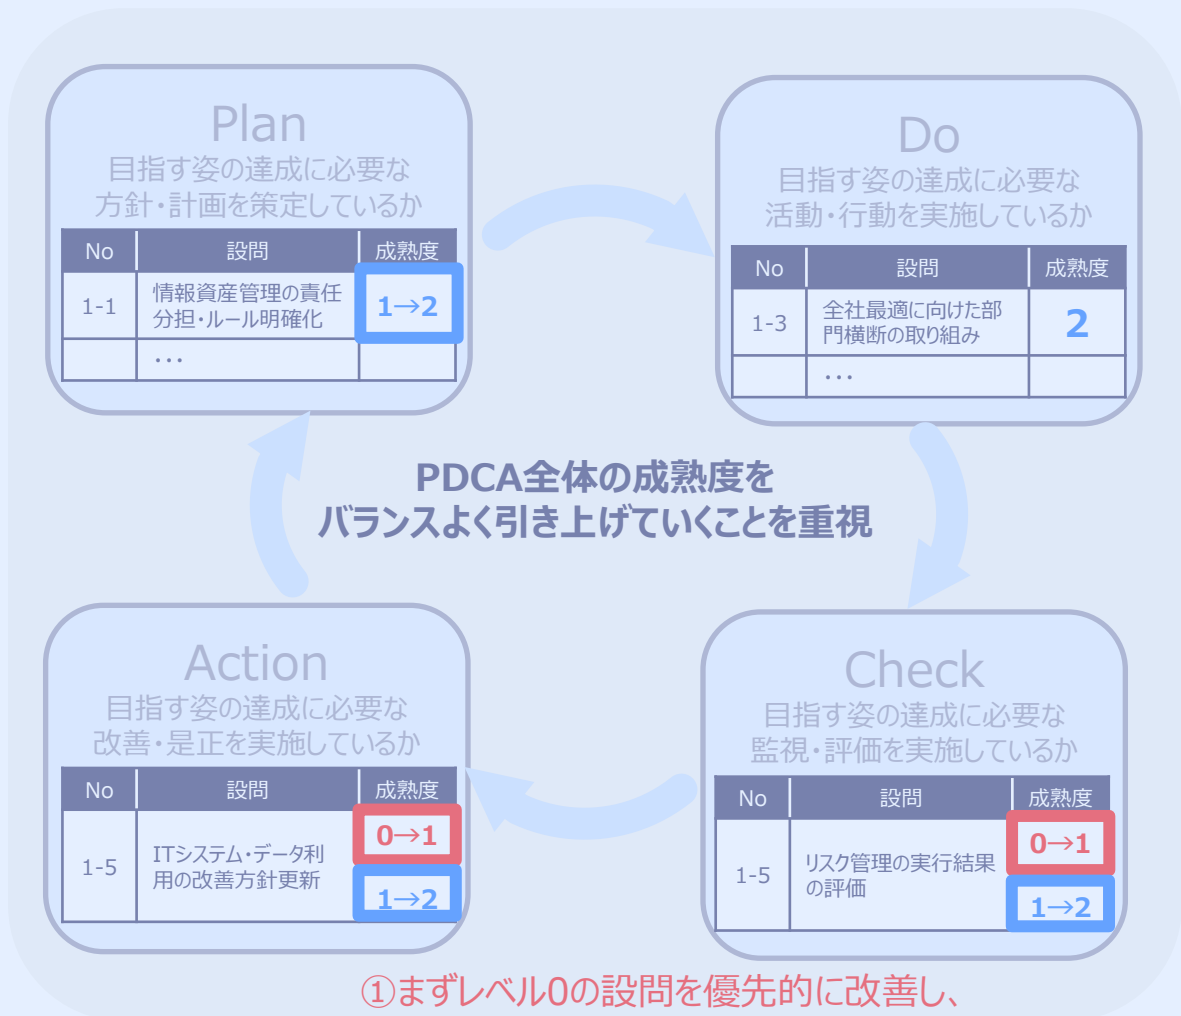 Plan
目指す姿の達成に必要な
方針・計画を策定しているか
No 設問 成熟度
1-1 情報資産管理の責任
分担・ルール明確化 1→2
・・・
Do
目指す姿の達成に必要な
活動・行動を実施しているか
No 設問 成熟度
1-3 全社最適に向けた部
門横断の取り組み 2
・・・
PDCA全体の成熟度を
バランスよく引き上げていくことを重視
Action
目指す姿の達成に必要な
改善・是正を実施しているか
No 設問 成熟度
0→1
1-5 ITシステム・データ利
用の改善方針更新
1→2
Check
目指す姿の達成に必要な
監視・評価を実施しているか
No 設問 成熟度
0→1
1-5 リスク管理の実行結果
の評価
1→2
①まずレベル0の設問を優先的に改善し、